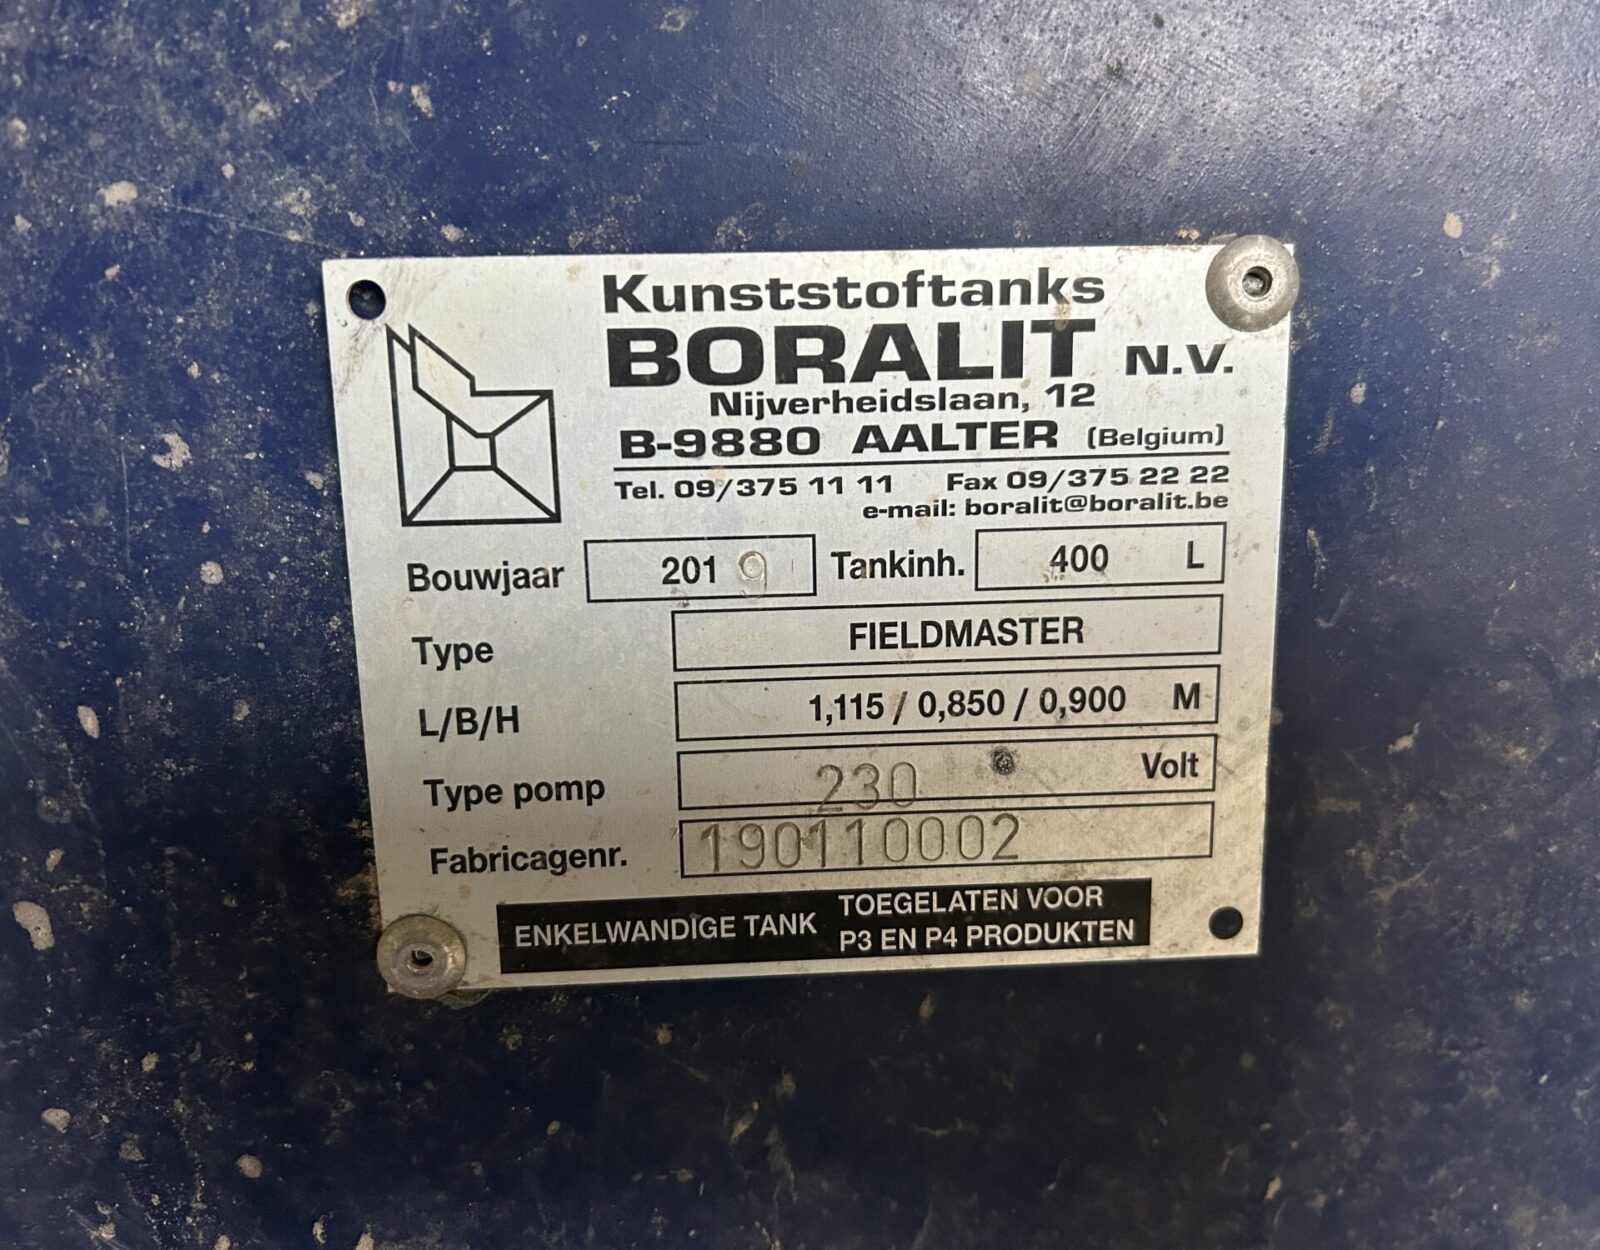 Kunststoftanks
BORALIT N.V.
Nijverheidslaan, 12
B-9880 AALTER (Belgium)
Tel. 09/375 11 11 Fax 09/375 22 22
e-mail: boralit@boralit.be
Bouwjaar 2019 Tankinh. 400 L
Type FIELDMASTER
L/B/H 1,115 / 0,850 / 0,900 M
Type pomp 230 Volt
Fabricagenr. 190110002
ENKELWANDIGE TANK TOEGELATEN VOOR
P3 EN P4 PRODUKTEN